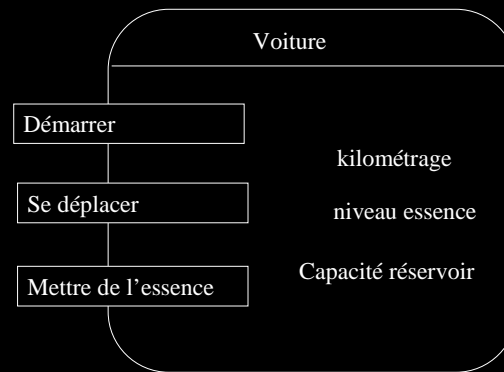 Voiture
Démarrer
kilométrage
Se déplacer
niveau essence
Mettre de l’essence
Capacité réservoir